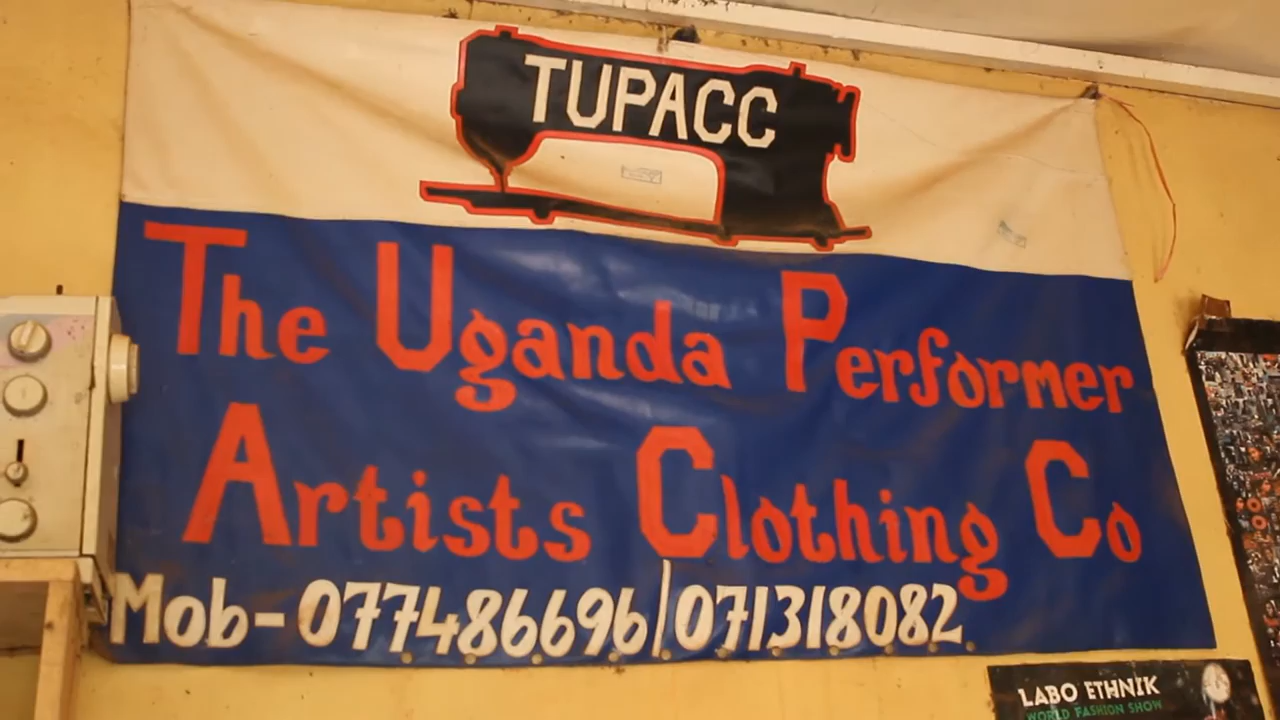 TUPACC
The Uganda Performer
Artists Clothing Co
Mob-077486696/071318082
LABO ETHNIK
WORLD FASHION SHOW